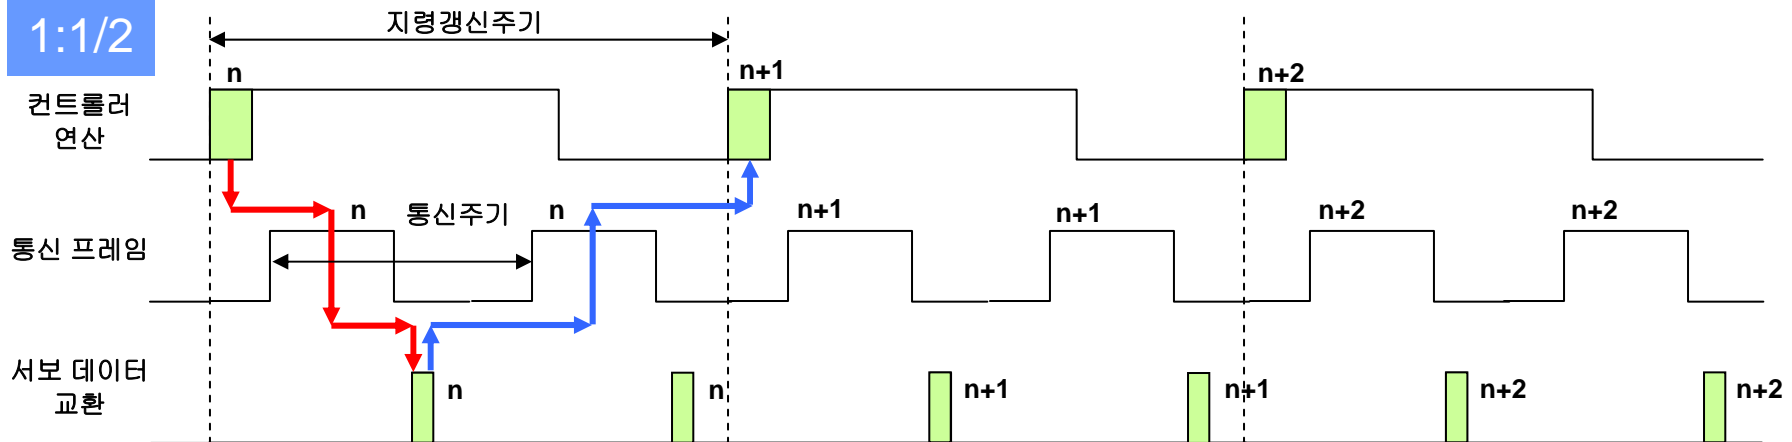 1:1/2
지령갱신주기
n
n+1
n+2
컨트롤러
연산
n
통신주기
n
n+1
n+1
n+2
n+2
통신 프레임
서보 데이터
교환
n
n
n+1
n+1
n+2
n+2